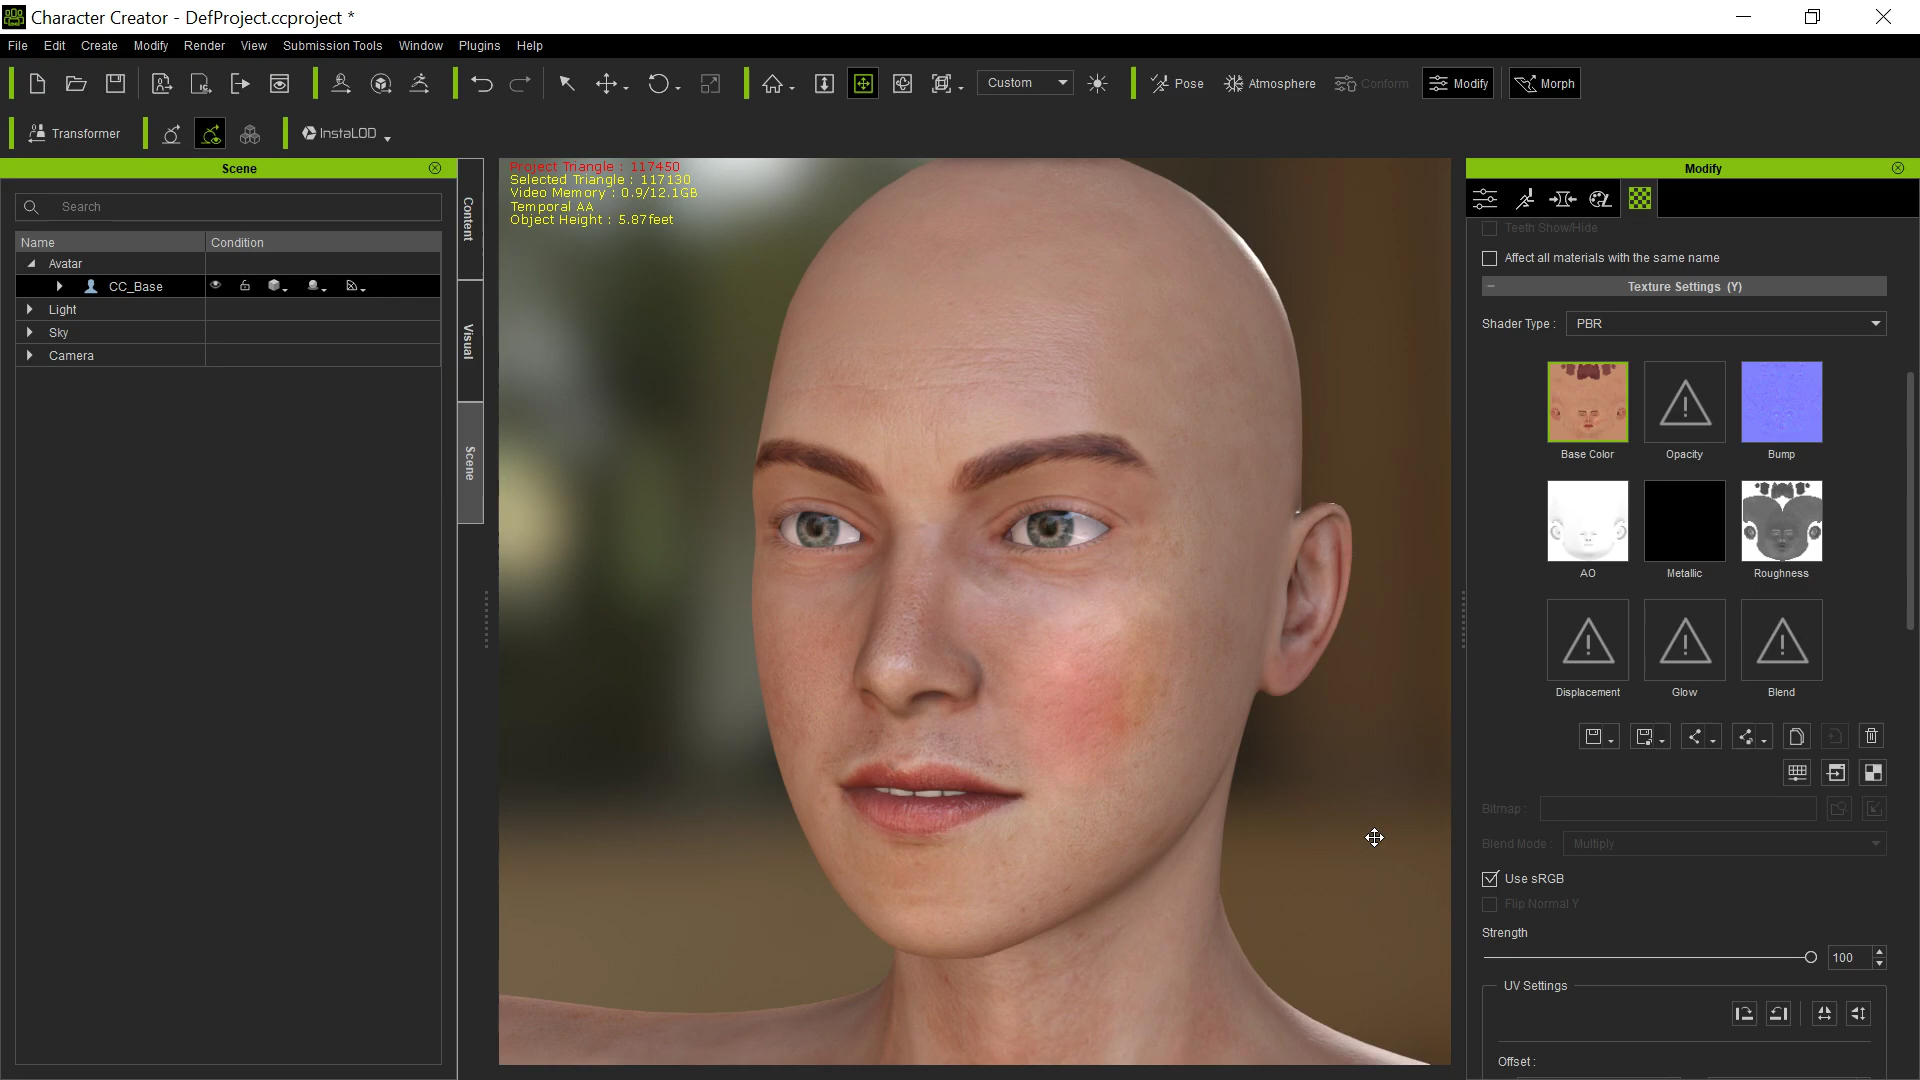 Character Creator - DefProject.ccproject *
File Edit Create Modify Render View Submission Tools Window Plugins Help
Custom Pose Atmosphere Conform Modify Morph
Transformer InstaLOD
Scene
Search
Name Condition
Avatar
CC_Base
Light
Sky
Camera
Content
Visual
Scene
Project Triangle : 117450
Selected Triangle : 117130
Video Memory : 0.9/12.1GB
Temporal AA
Object Height : 5.87feet
Modify
Teeth Show/Hide
Affect all materials with the same name
Texture Settings (Y)
Shader Type : PBR
Base Color Opacity Bump
AO Metallic Roughness
Displacement Glow Blend
Bitmap :
Blend Mode : Multiply
Use sRGB
Flip Normal Y
Strength
100
UV Settings
Offset :